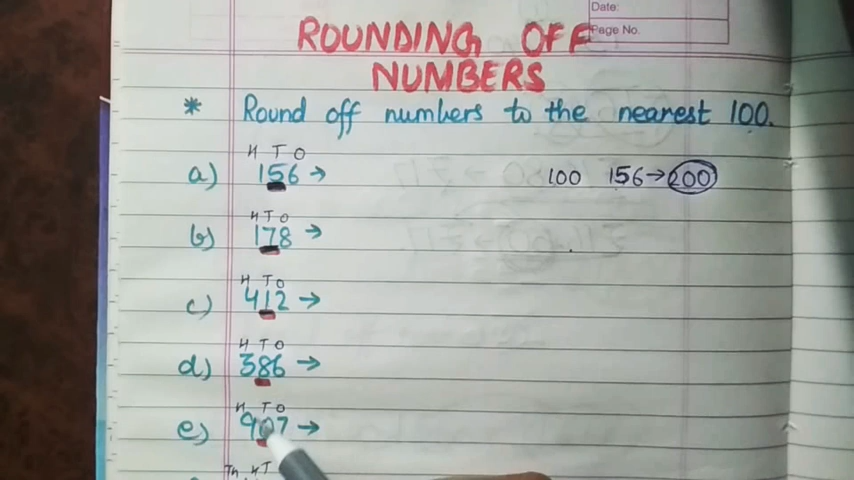 Date:
Page No.
ROUNDING OFF
NUMBERS
* Round off numbers to the nearest 100.
H T O
a) 156 → 100 156 → 200
H T O
b) 178 →
H T O
c) 412 →
H T O
d) 386 →
H T O
e) 907 →
Th H T